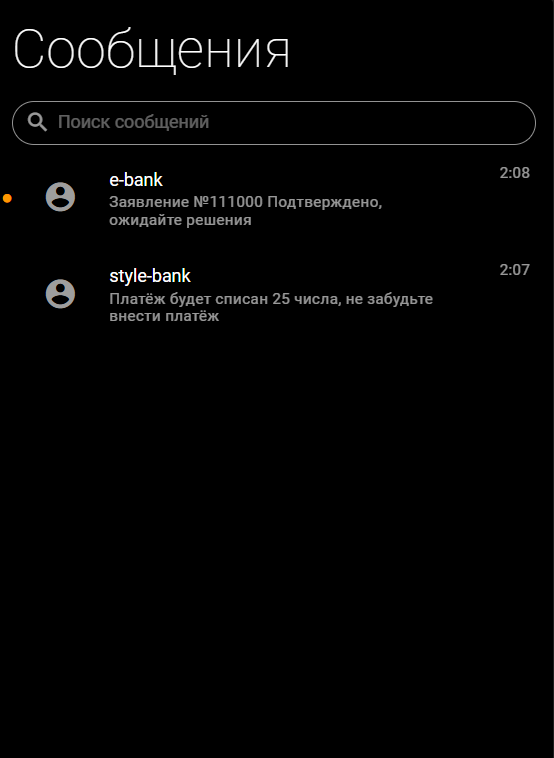 Сообщения
Поиск сообщений
e-bank
2:08
Заявление №111000 Подтверждено,
ожидайте решения
style-bank
2:07
Платёж будет списан 25 числа, не забудьте
внести платёж